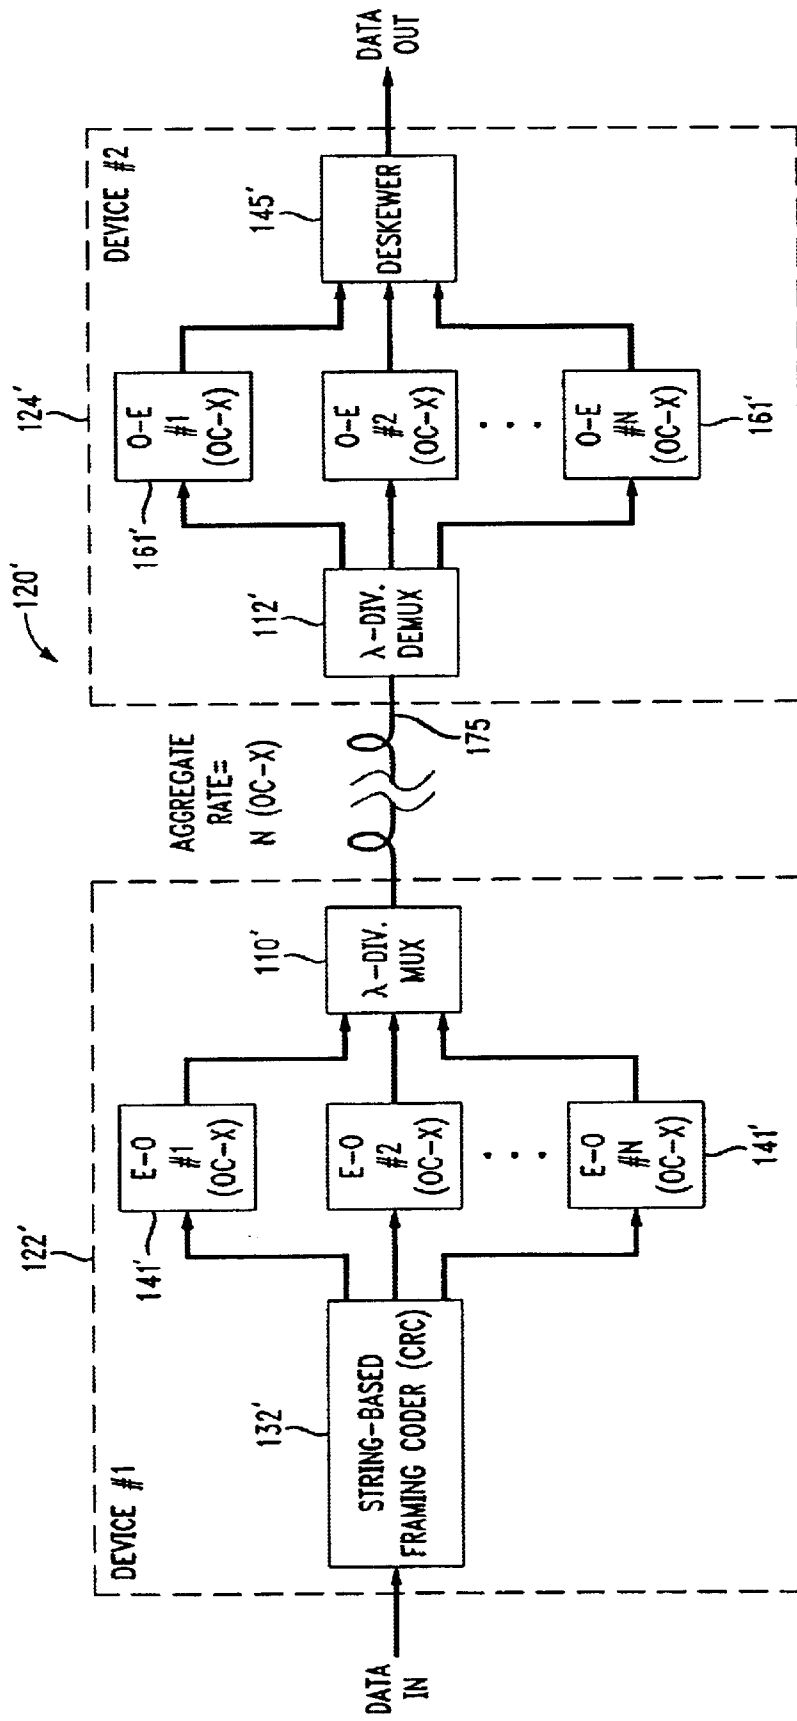 120'
122'
DEVICE #1
DATA
IN
132'
STRING-BASED
FRAMING CODER (CRC)
141'
E-O
#1
(OC-X)
E-O
#2
(OC-X)
. . .
E-O
#N
(OC-X)
141'
110'
λ-DIV.
MUX
AGGREGATE
RATE=
N (OC-X)
175
124'
DEVICE #2
112'
λ-DIV.
DEMUX
161'
O-E
#1
(OC-X)
O-E
#2
(OC-X)
. . .
O-E
#N
(OC-X)
161'
145'
DESKEWER
DATA
OUT